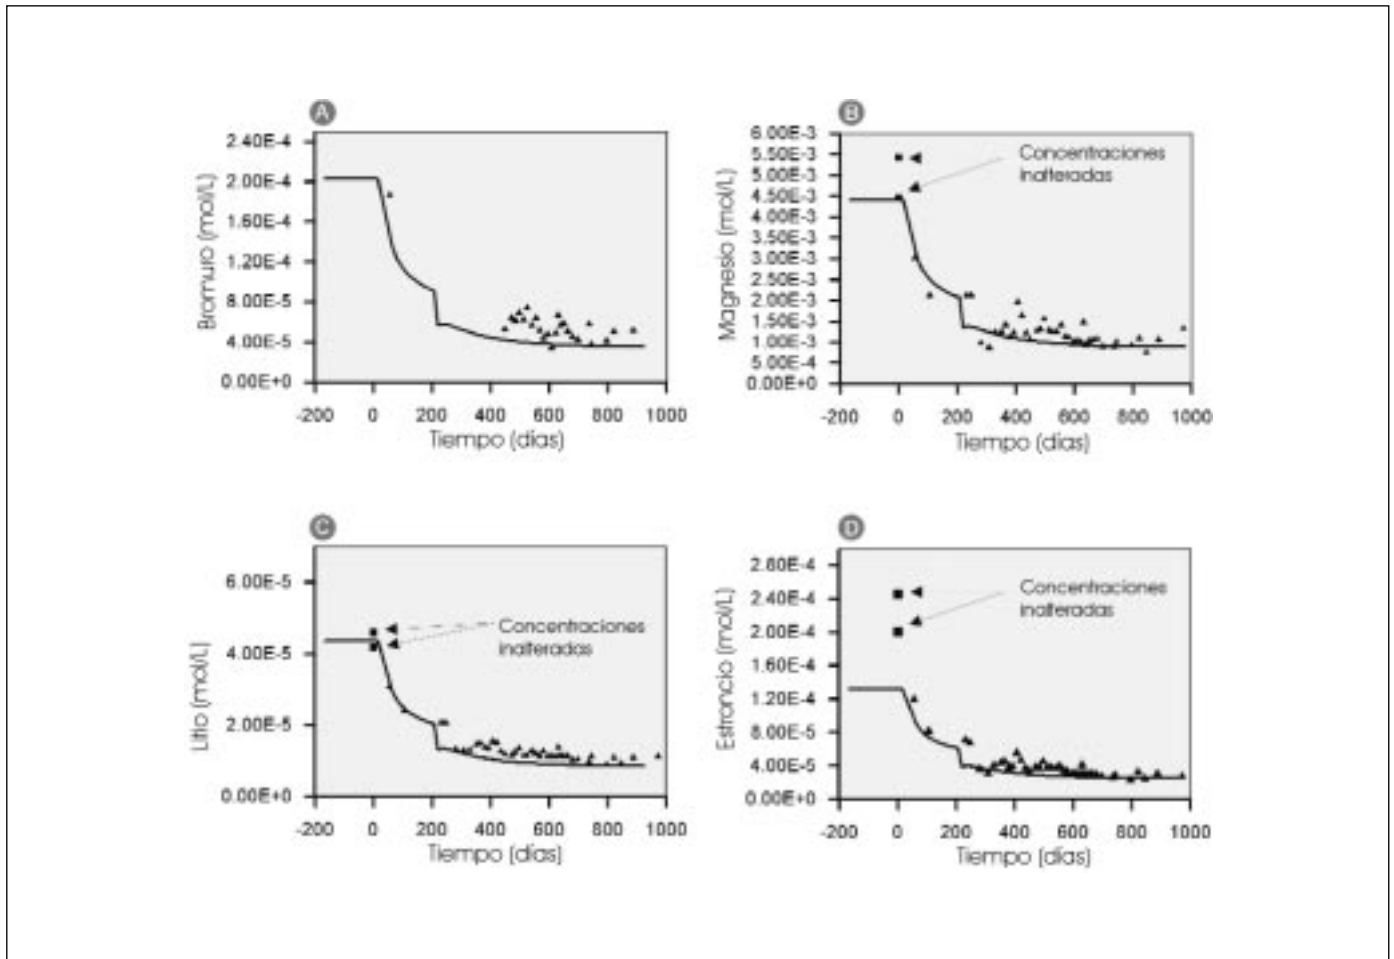 A
2.40E-4
2.00E-4
1.60E-4
1.20E-4
8.00E-5
4.00E-5
0.00E+0
Bromuro (mol/L)
-200 0 200 400 600 800 1000
Tiempo (días)
B
6.00E-3
5.50E-3
5.00E-3
4.50E-3
4.00E-3
3.50E-3
3.00E-3
2.50E-3
2.00E-3
1.50E-3
1.00E-3
5.00E-4
0.00E+0
Magnesio (mol/L)
Concentraciones
inalteradas
-200 0 200 400 600 800 1000
Tiempo (días)
C
6.00E-5
4.00E-5
2.00E-5
0.00E+0
Litio (mol/L)
Concentraciones
inalteradas
-200 0 200 400 600 800 1000
Tiempo (días)
D
2.80E-4
2.40E-4
2.00E-4
1.60E-4
1.20E-4
8.00E-5
4.00E-5
0.00E+0
Estroncio (mol/L)
Concentraciones
inalteradas
-200 0 200 400 600 800 1000
Tiempo (días)